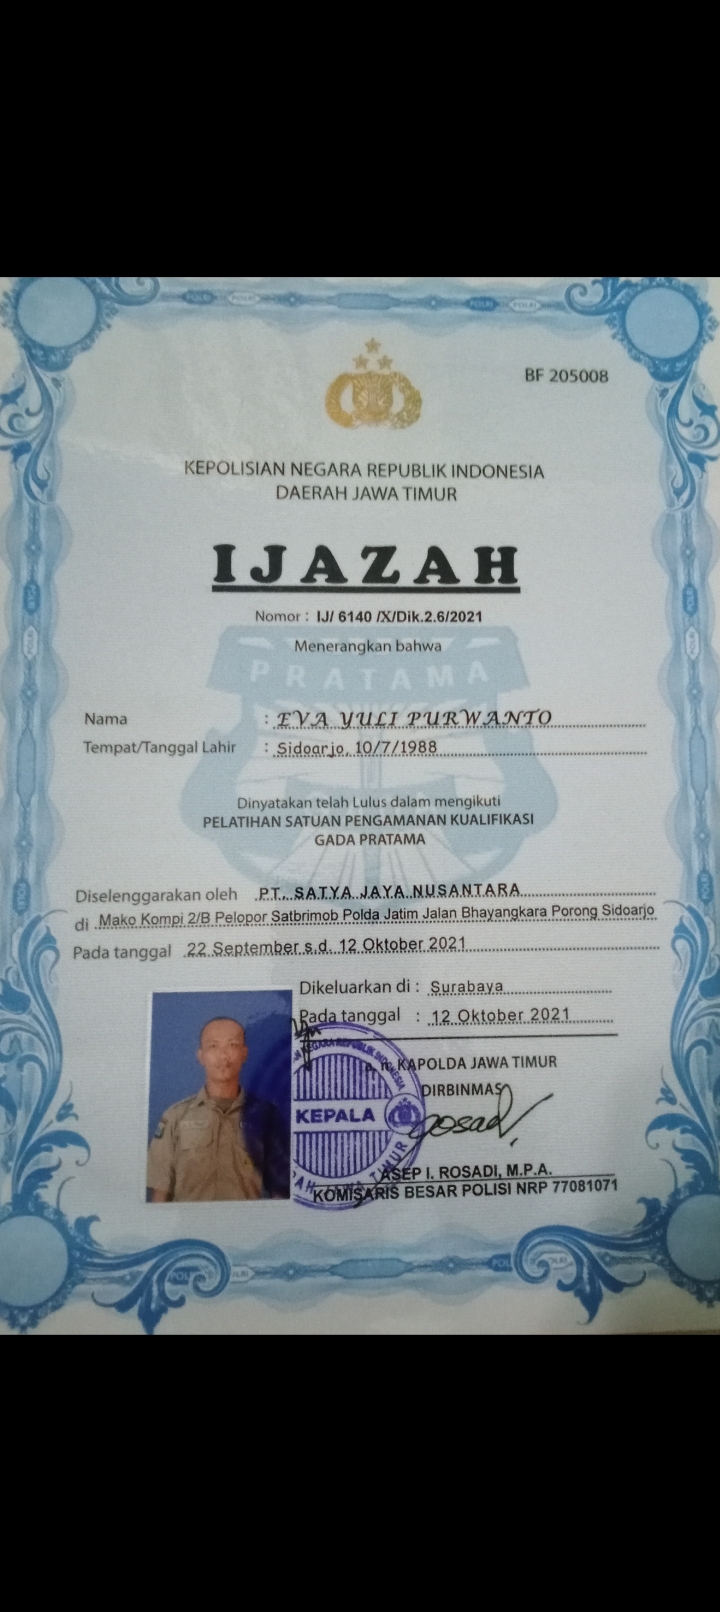 BF 205008
KEPOLISIAN NEGARA REPUBLIK INDONESIA
DAERAH JAWA TIMUR
IJAZAH
Nomor : IJ/ 6140 /X/Dik.2.6/2021
Menerangkan bahwa
PRATAMA
Nama : EVA YULI PURWANTO
Tempat/Tanggal Lahir : Sidoarjo, 10/7/1988
Dinyatakan telah Lulus dalam mengikuti
PELATIHAN SATUAN PENGAMANAN KUALIFIKASI
GADA PRATAMA
Diselenggarakan oleh PT. SATYA JAYA NUSANTARA
di Mako Kompi 2/B Pelopor Satbrimob Polda Jatim Jalan Bhayangkara Porong Sidoarjo
Pada tanggal 22 September s.d. 12 Oktober 2021
Dikeluarkan di : Surabaya
Pada tanggal : 12 Oktober 2021
a. n. KAPOLDA JAWA TIMUR
DIRBINMAS
KEPALA
ASEP I. ROSADI, M.P.A.
KOMISARIS BESAR POLISI NRP 77081071